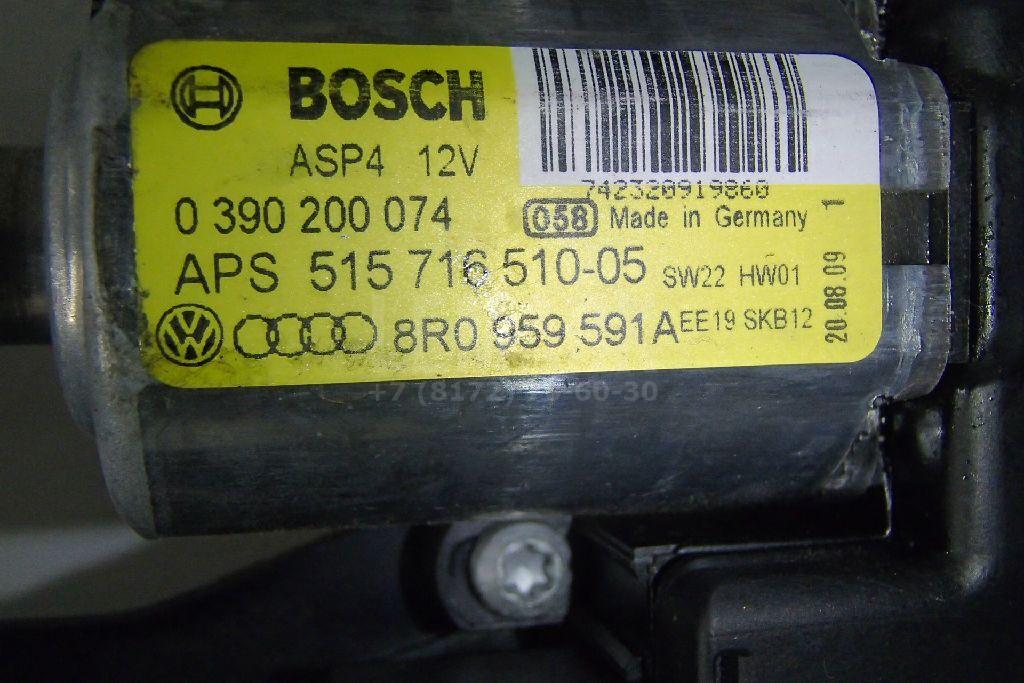 BOSCH
ASP4 12V
742320919860
0 390 200 074
058 Made in Germany
1
APS 515 716 510-05
SW22 HW01
20.08.09
8R0 959 591A
EE19 SKB12